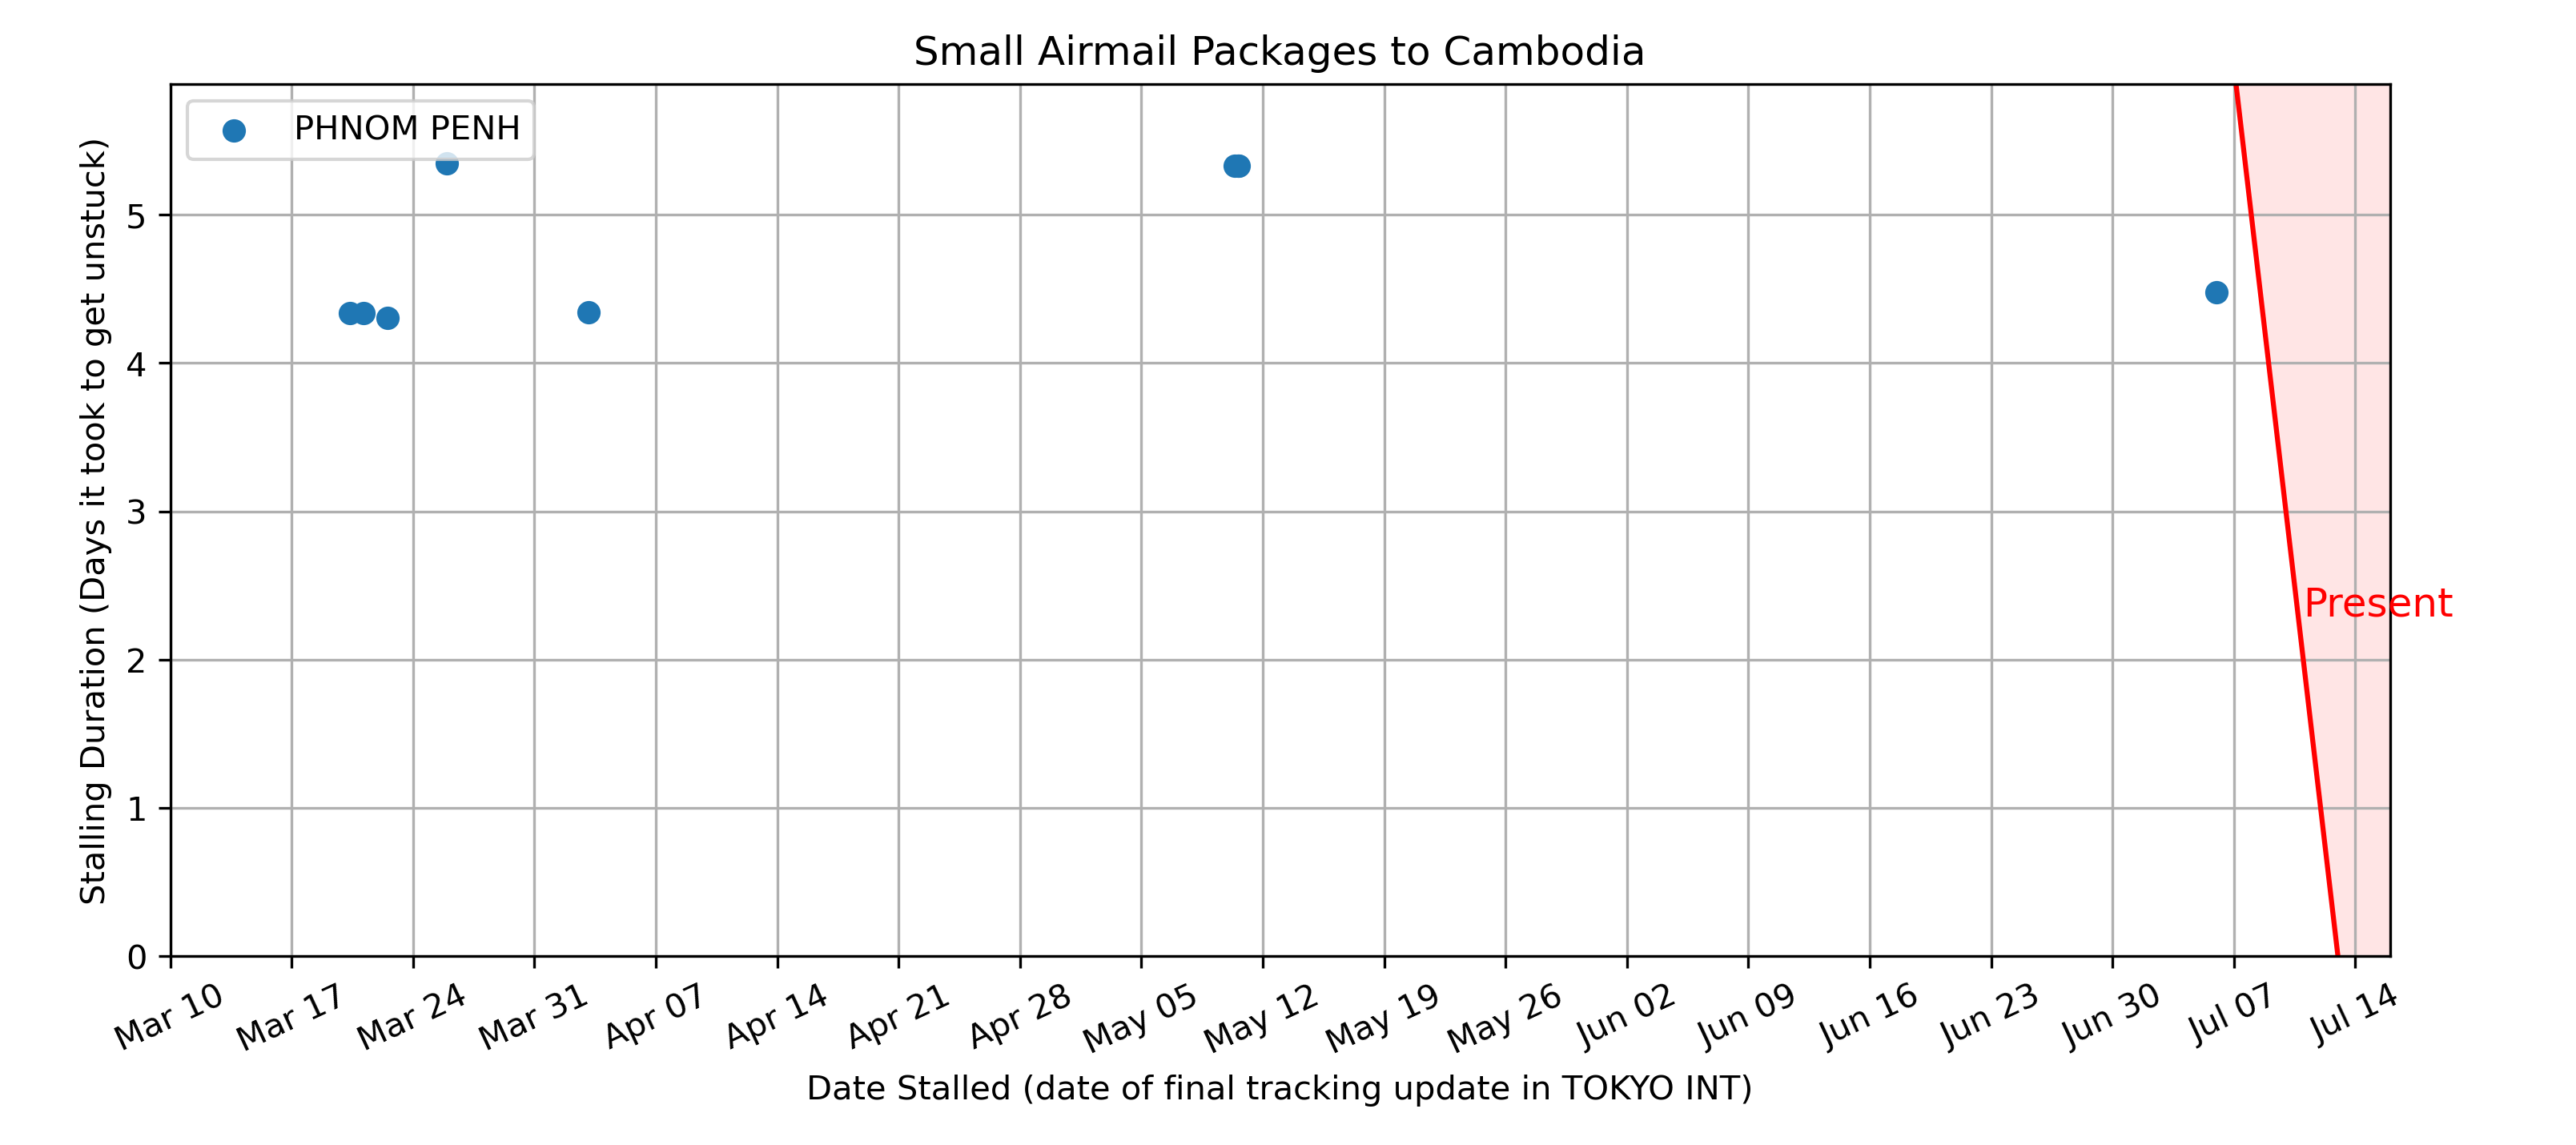 Small Airmail Packages to Cambodia
PHNOM PENH
Stalling Duration (Days it took to get unstuck)
5
4
3
2
1
0
Present
Mar 10
Mar 17
Mar 24
Mar 31
Apr 07
Apr 14
Apr 21
Apr 28
May 05
May 12
May 19
May 26
Jun 02
Jun 09
Jun 16
Jun 23
Jun 30
Jul 07
Jul 14
Date Stalled (date of final tracking update in TOKYO INT)